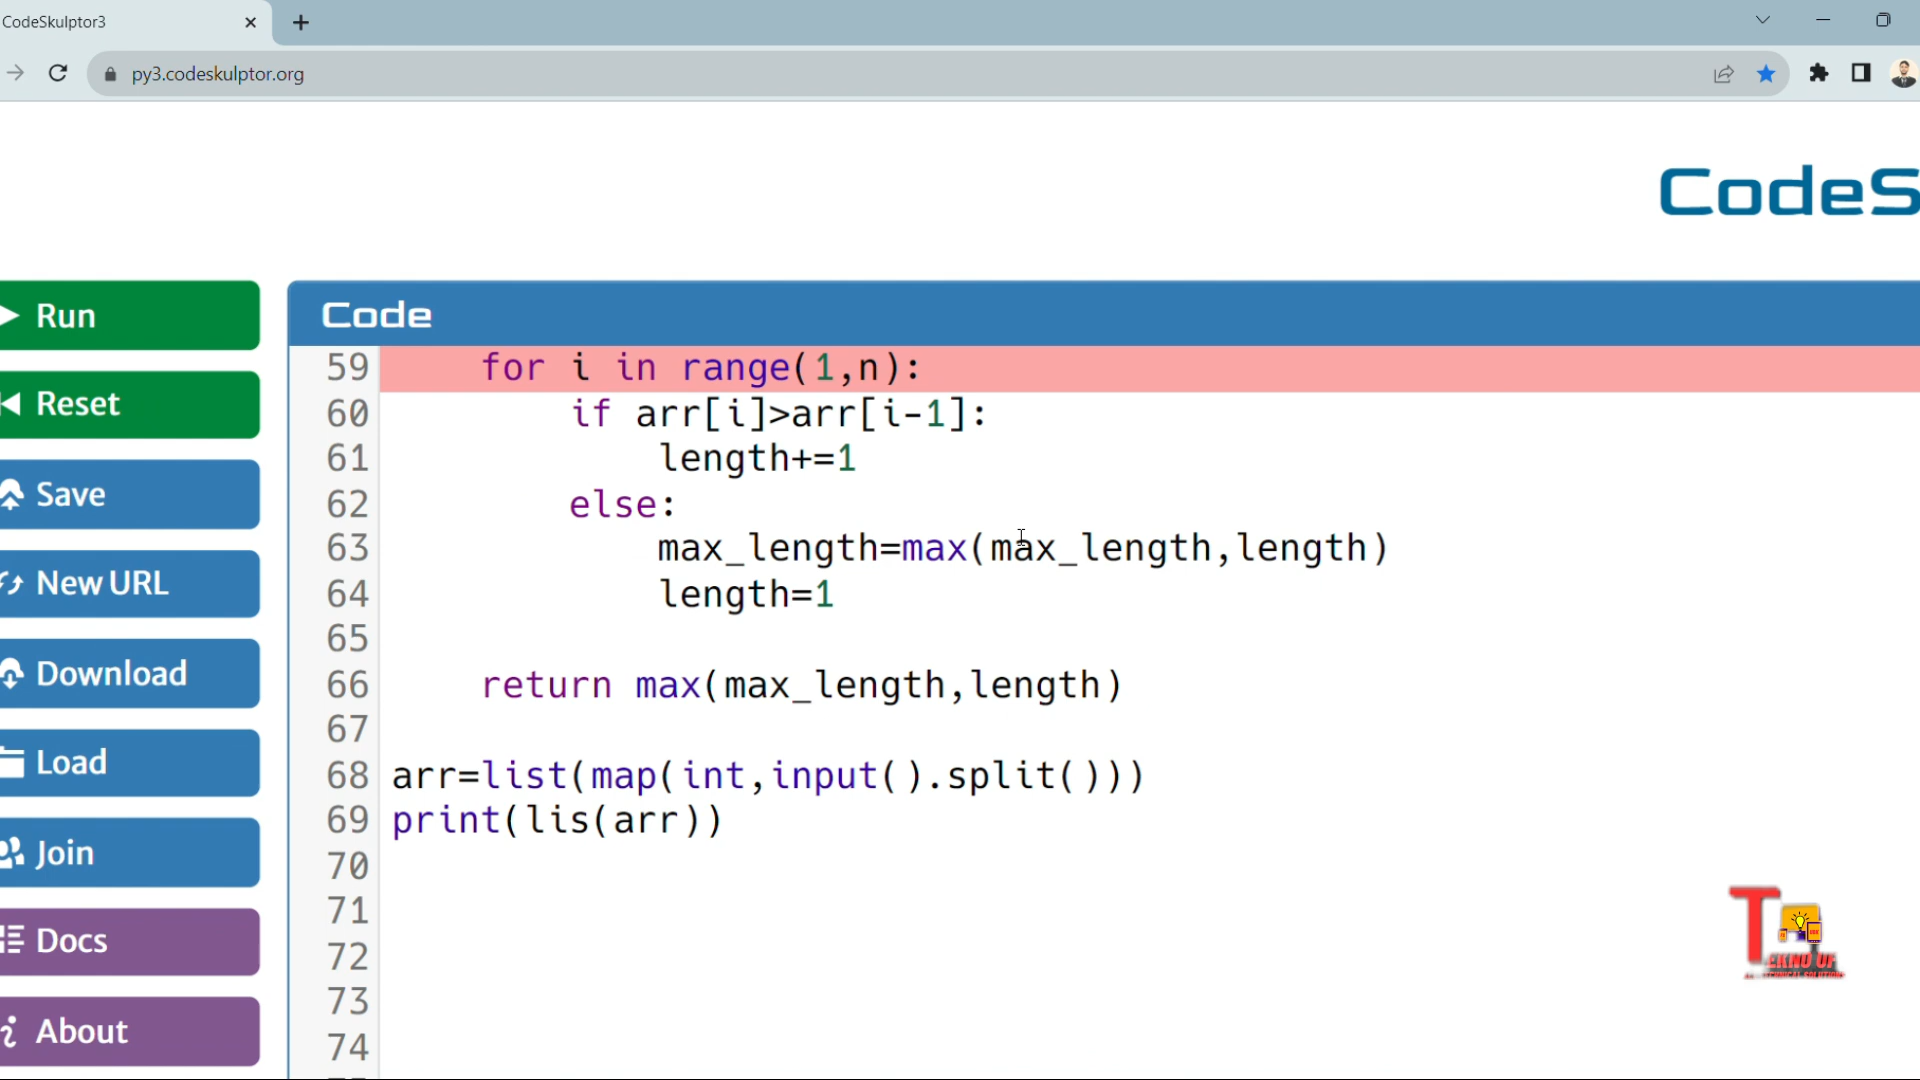 CodeSkulptor3
py3.codeskulptor.org
CodeS
Run
Reset
Save
New URL
Download
Load
Join
Docs
About
Code
59     for i in range(1,n):
60         if arr[i]>arr[i-1]:
61             length+=1
62         else:
63             max_length=max(max_length,length)
64             length=1
65
66     return max(max_length,length)
67
68 arr=list(map(int,input().split()))
69 print(lis(arr))
70
71
72
73
74
T
EKNO UF